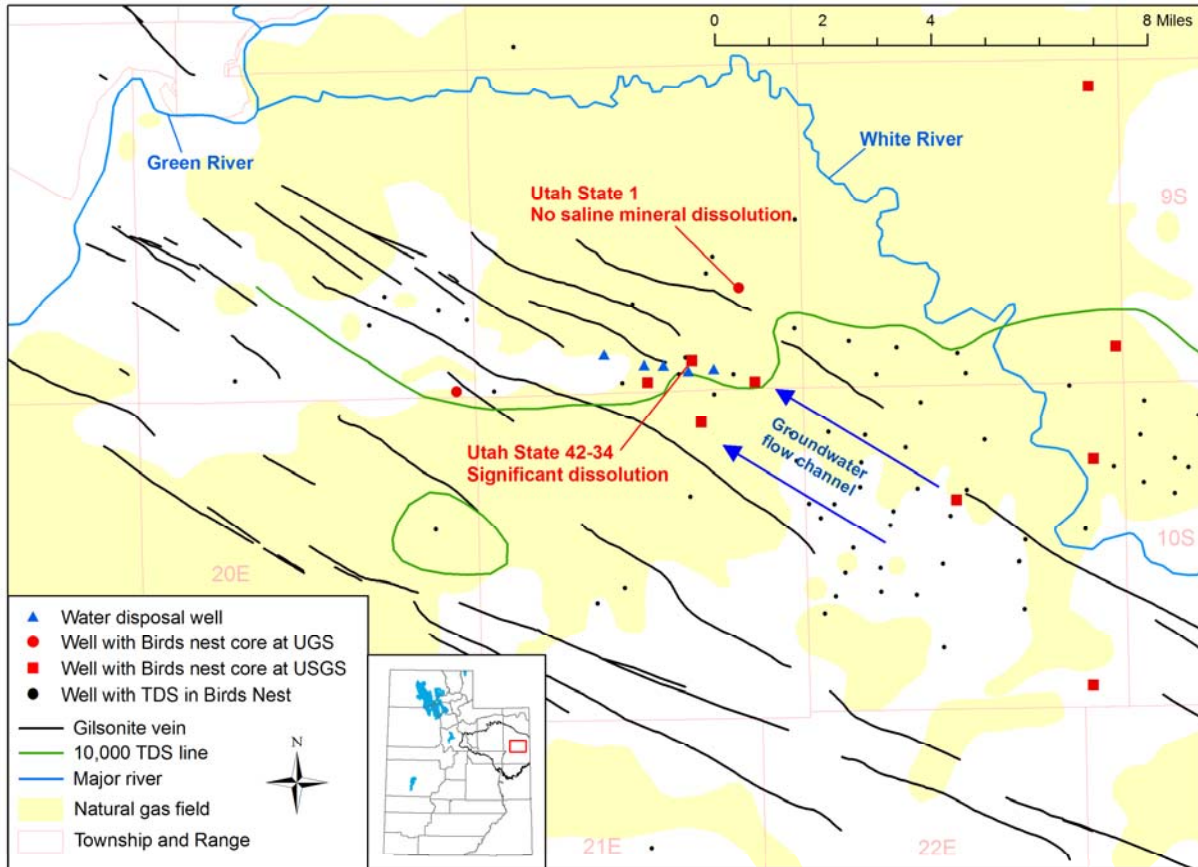 0 2 4 8 Miles
Green River
White River
Utah State 1
No saline mineral dissolution
9S
Utah State 42-34
Significant dissolution
Groundwater
flow channel
10S
20E
Water disposal well
Well with Birds nest core at UGS
Well with Birds nest core at USGS
Well with TDS in Birds Nest
Gilsonite vein
10,000 TDS line
Major river
Natural gas field
Township and Range
N
21E
22E